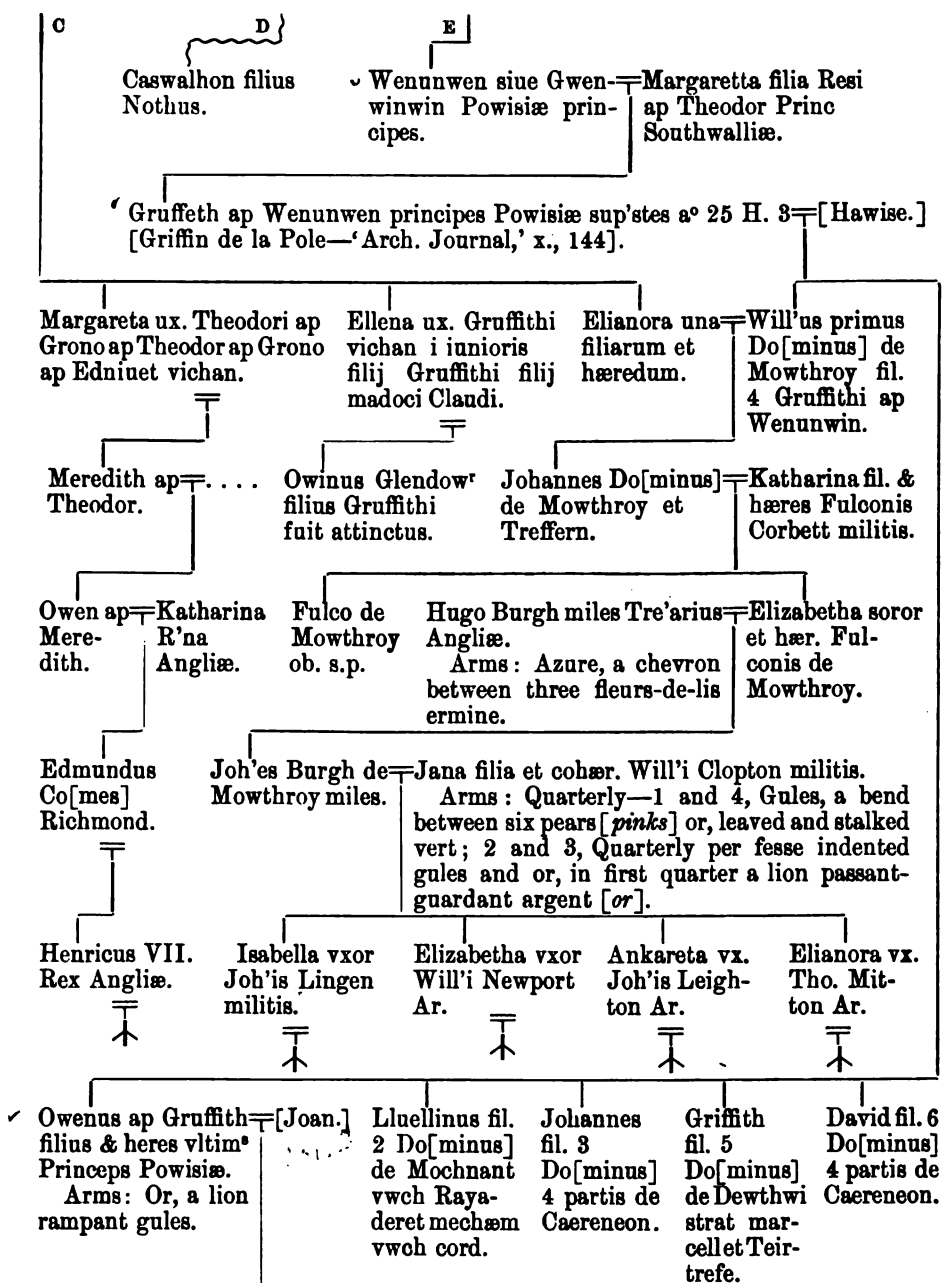 C D E
Caswalhon filius
Nothus.
Wenunwen siue Gwen-
winwin Powisiæ prin-
cipes.
Margaretta filia Resi
ap Theodor Princ
Southwalliæ.
Gruffeth ap Wenunwen principes Powisiæ sup'stes aº 25 H. 3
[Griffin de la Pole—‘Arch. Journal,’ x., 144].
[Hawise.]
Margareta ux. Theodori ap
Grono ap Theodor ap Grono
ap Edniuet vichan.
Ellena ux. Gruffithi
vichan i iunioris
filij Gruffithi filij
madoci Claudi.
Elianora una
filiarum et
hæredum.
Will'us primus
Do[minus] de
Mowthroy fil.
4 Gruffithi ap
Wenunwin.
Meredith ap
Theodor.
. . . .
Owinus Glendowʳ
filius Gruffithi
fuit attinctus.
Johannes Do[minus]
de Mowthroy et
Treffern.
Katharina fil. &
hæres Fulconis
Corbett militis.
Owen ap
Mere-
dith.
Katharina
R'na
Angliæ.
Fulco de
Mowthroy
ob. s.p.
Hugo Burgh miles Tre'arius
Angliæ.
Arms: Azure, a chevron
between three fleurs-de-lis
ermine.
Elizabetha soror
et hær. Ful-
conis de
Mowthroy.
Edmundus
Co[mes]
Richmond.
Joh'es Burgh de
Mowthroy miles.
Jana filia et cohær. Will'i Clopton militis.
Arms: Quarterly—1 and 4, Gules, a bend
between six pears [pinks] or, leaved and stalked
vert; 2 and 3, Quarterly per fesse indented
gules and or, in first quarter a lion passant-
guardant argent [or].
Henricus VII.
Rex Angliæ.
Isabella vxor
Joh'is Lingen
militis.
Elizabetha vxor
Will'i Newport
Ar.
Ankareta vx.
Joh'is Leigh-
ton Ar.
Elianora vx.
Tho. Mit-
ton Ar.
Owenus ap Gruffith
filius & heres vltimˢ
Princeps Powisiæ.
Arms: Or, a lion
rampant gules.
[Joan.]
Lluellinus fil.
2 Do[minus]
de Mochnant
vwch Raya-
deret mechæm
vwch cord.
Johannes
fil. 3
Do[minus]
4 partis de
Caereneon.
Griffith
fil. 5
Do[minus]
de Dewthwi
strat mar-
cell et Teir-
trefe.
David fil. 6
Do[minus]
4 partis de
Caereneon.